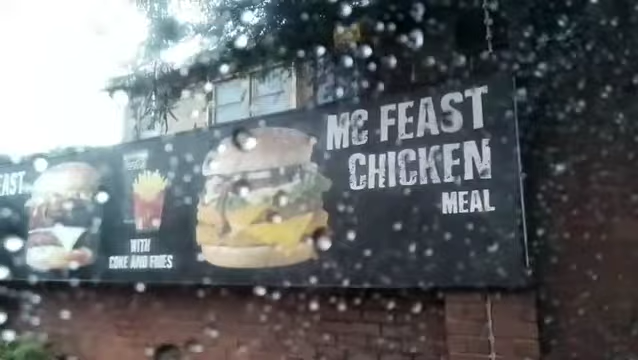 EAST
WITH
COKE AND FRIES
MC FEAST
CHICKEN
MEAL